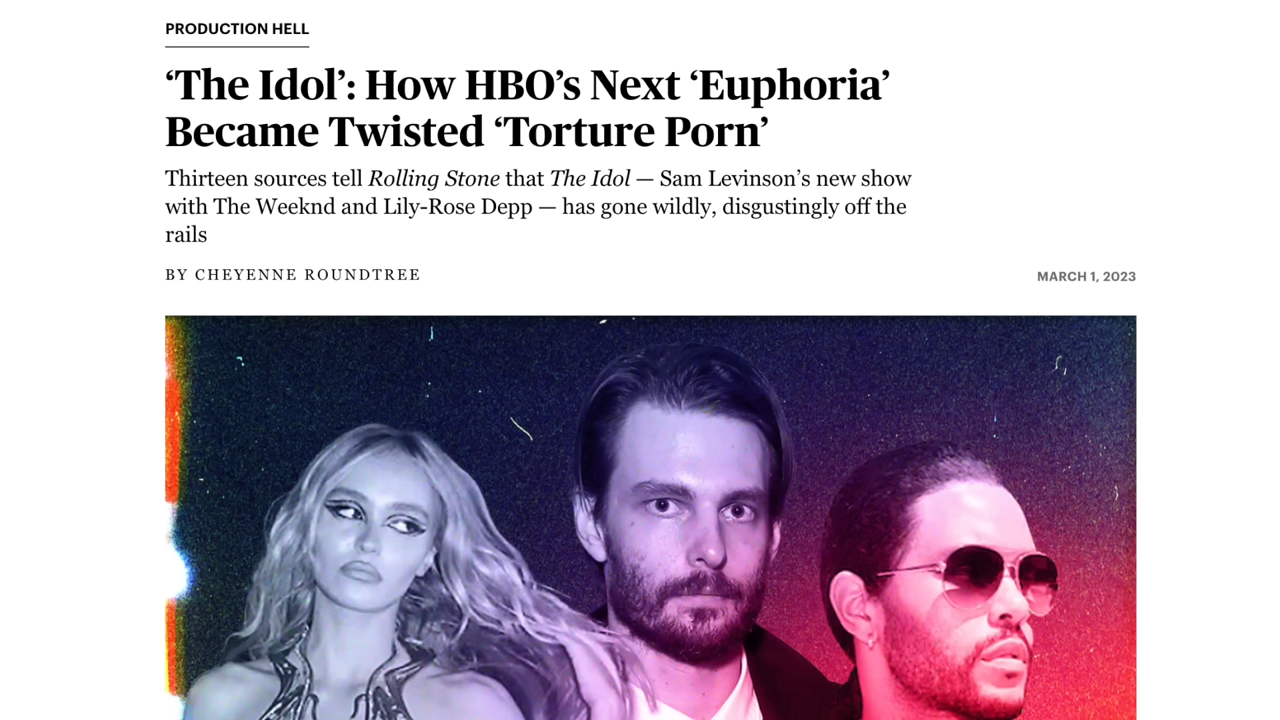 PRODUCTION HELL
‘The Idol’: How HBO’s Next ‘Euphoria’
Became Twisted ‘Torture Porn’
Thirteen sources tell Rolling Stone that The Idol — Sam Levinson’s new show
with The Weeknd and Lily-Rose Depp — has gone wildly, disgustingly off the
rails
BY CHEYENNE ROUNDTREE
MARCH 1, 2023